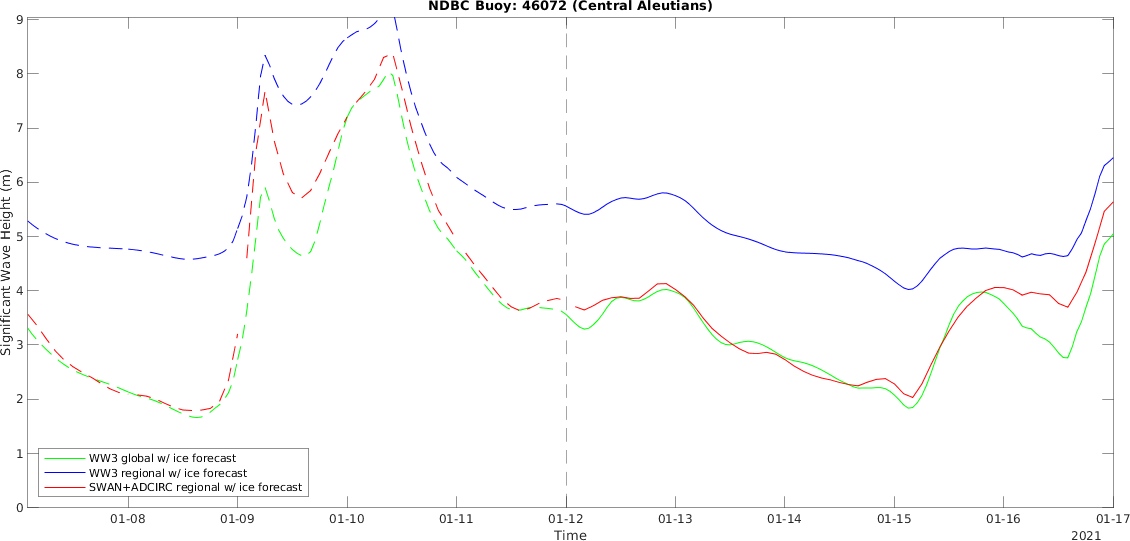 NDBC Buoy: 46072 (Central Aleutians)
9
8
7
6
5
4
3
2
1
0
Significant Wave Height (m)
WW3 global w/ ice forecast
WW3 regional w/ ice forecast
SWAN+ADCIRC regional w/ ice forecast
01-08 01-09 01-10 01-11 01-12 01-13 01-14 01-15 01-16 01-17
Time
2021